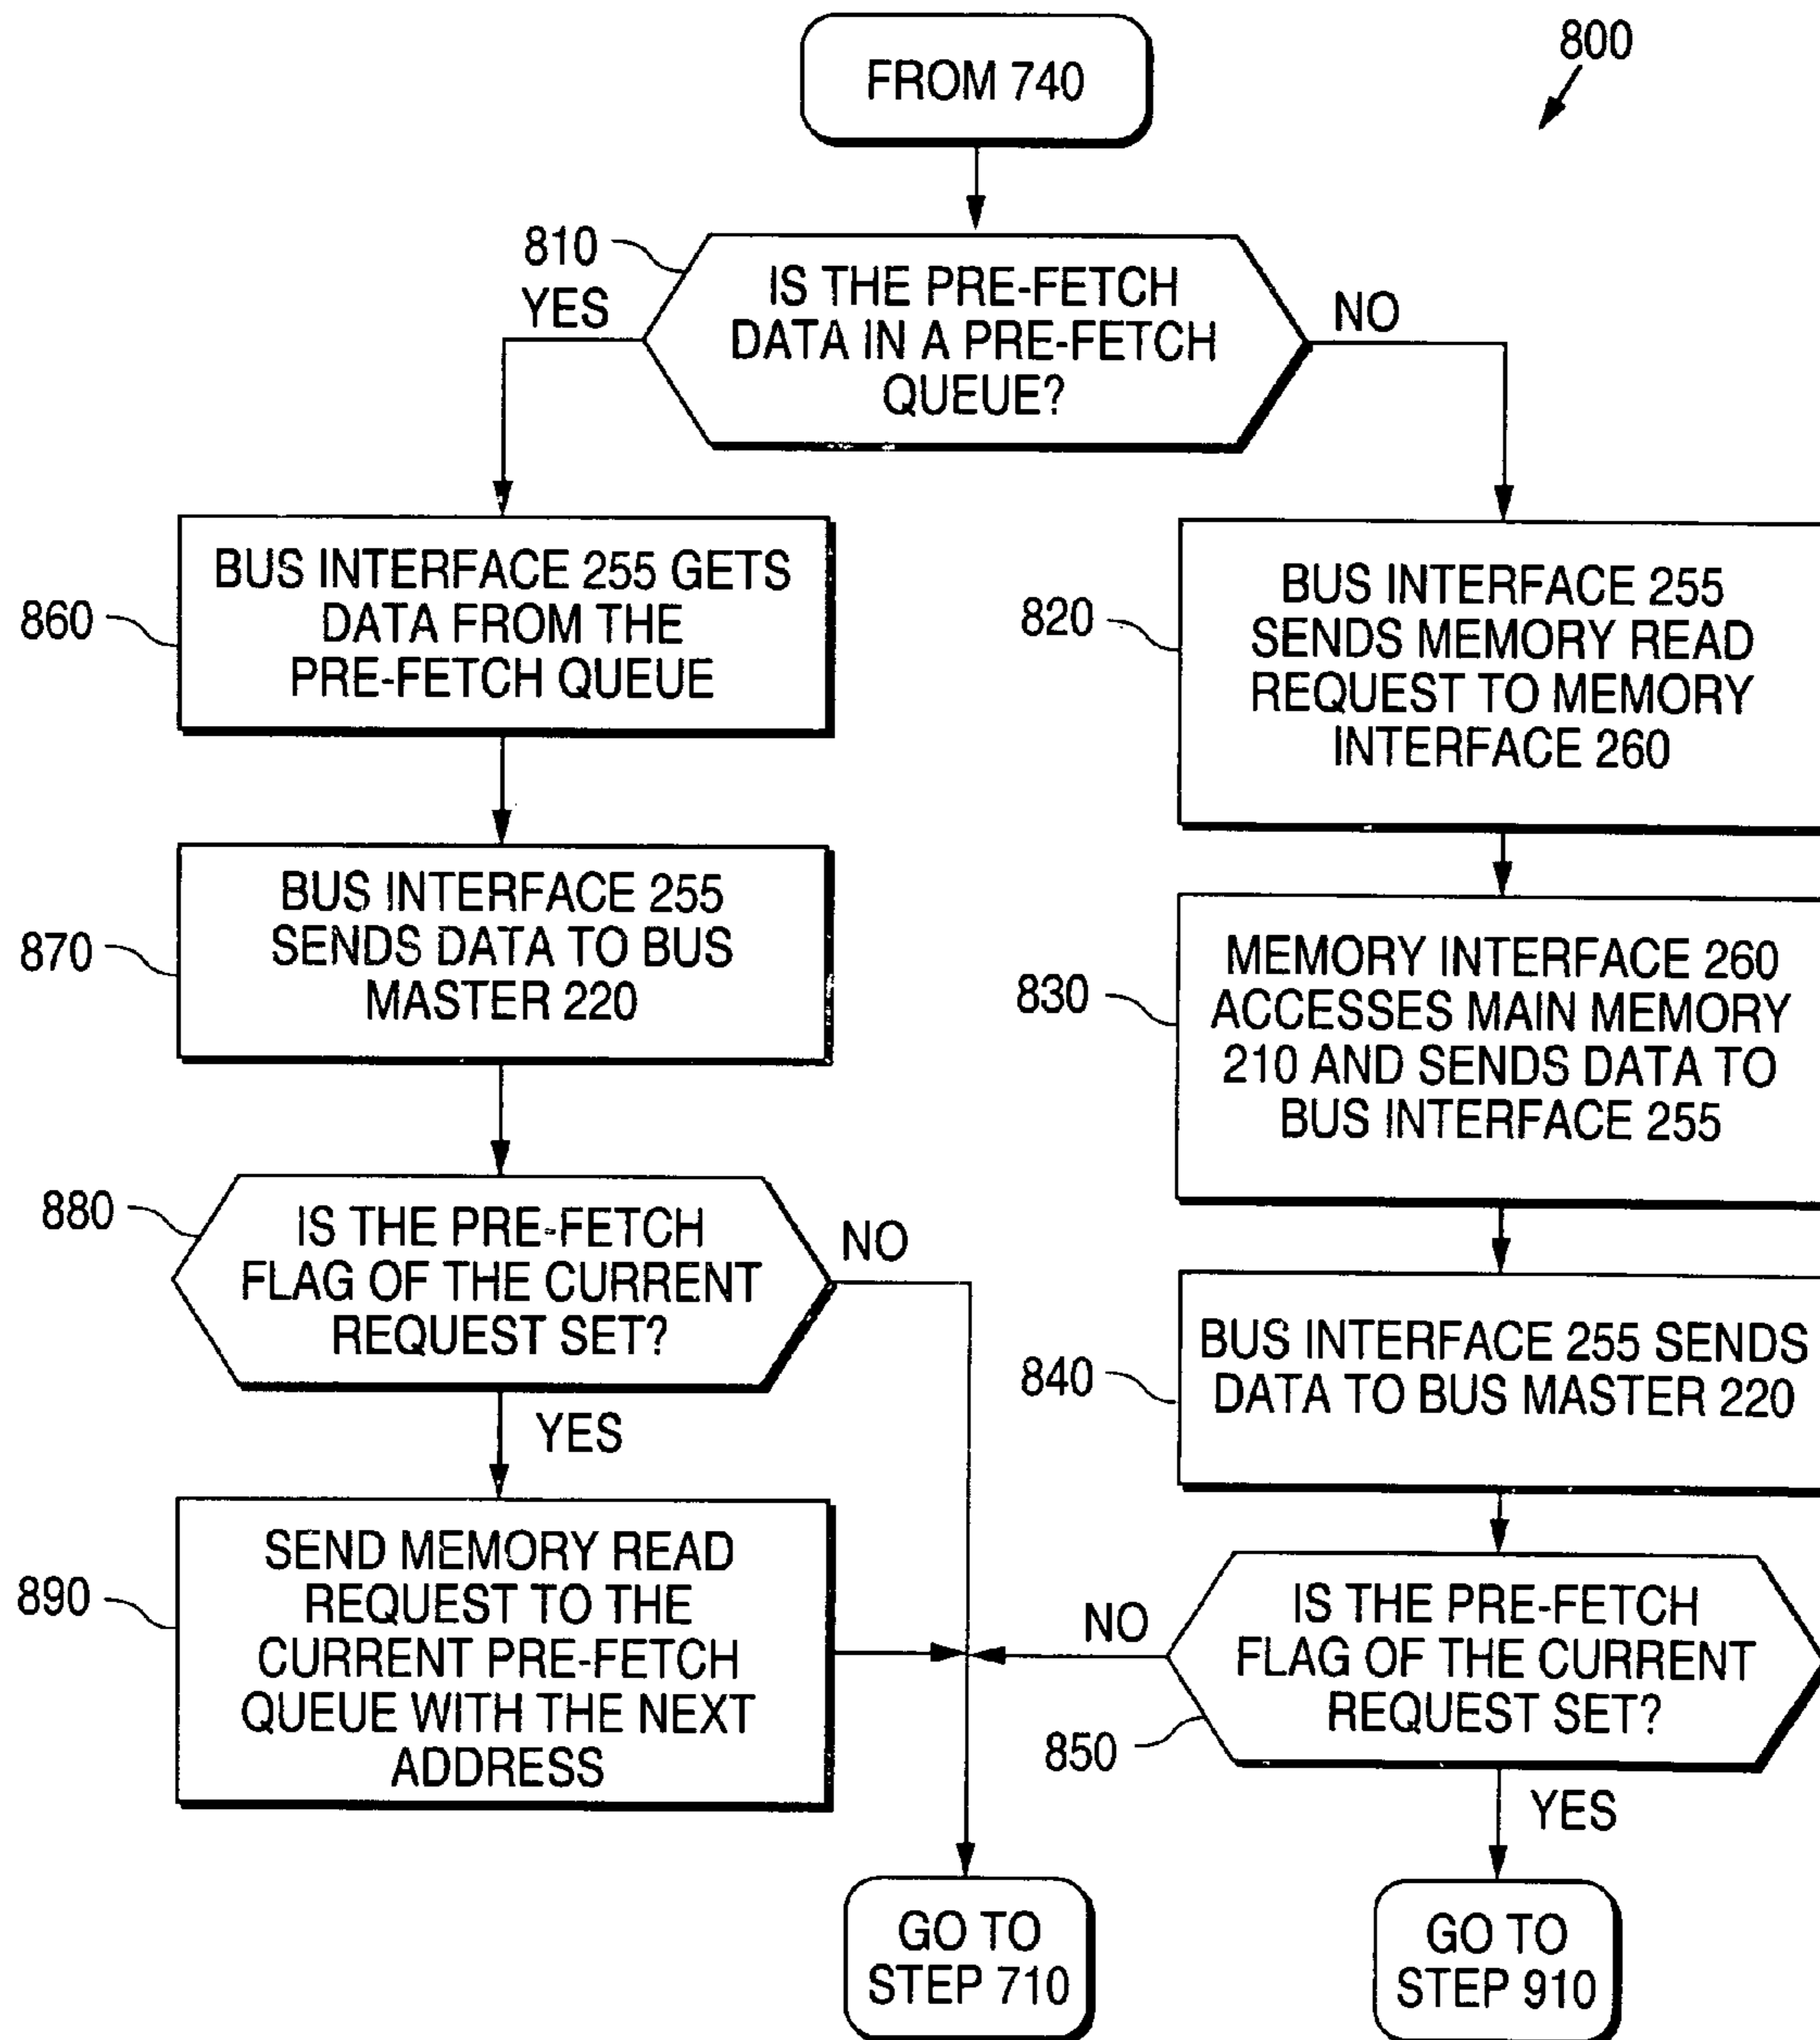 800
FROM 740
810
YES
IS THE PRE-FETCH
DATA IN A PRE-FETCH
QUEUE?
NO
860
BUS INTERFACE 255 GETS
DATA FROM THE
PRE-FETCH QUEUE
820
BUS INTERFACE 255
SENDS MEMORY READ
REQUEST TO MEMORY
INTERFACE 260
870
BUS INTERFACE 255
SENDS DATA TO BUS
MASTER 220
830
MEMORY INTERFACE 260
ACCESSES MAIN MEMORY
210 AND SENDS DATA TO
BUS INTERFACE 255
880
IS THE PRE-FETCH
FLAG OF THE CURRENT
REQUEST SET?
NO
YES
840
BUS INTERFACE 255 SENDS
DATA TO BUS MASTER 220
890
SEND MEMORY READ
REQUEST TO THE
CURRENT PRE-FETCH
QUEUE WITH THE NEXT
ADDRESS
NO
IS THE PRE-FETCH
FLAG OF THE CURRENT
REQUEST SET?
850
YES
GO TO
STEP 710
GO TO
STEP 910